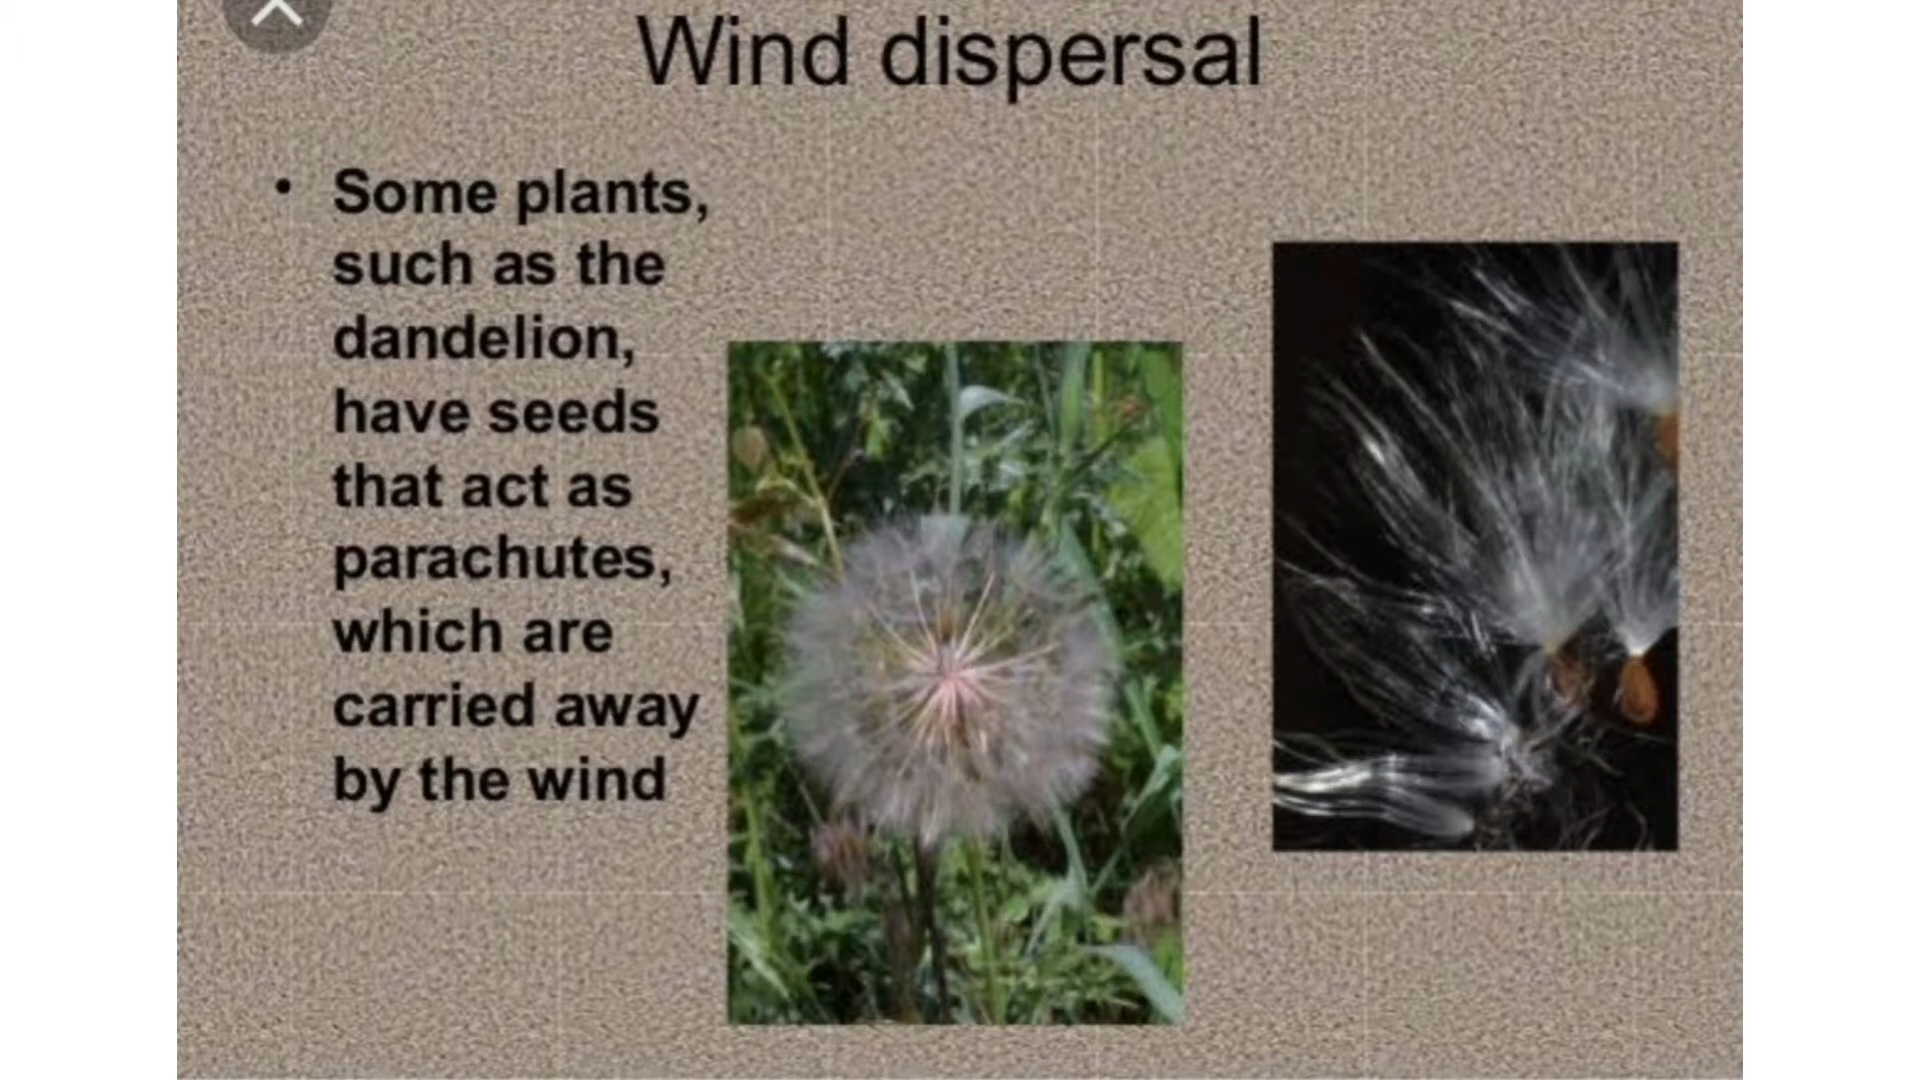 Wind dispersal
• Some plants,
such as the
dandelion,
have seeds
that act as
parachutes,
which are
carried away
by the wind